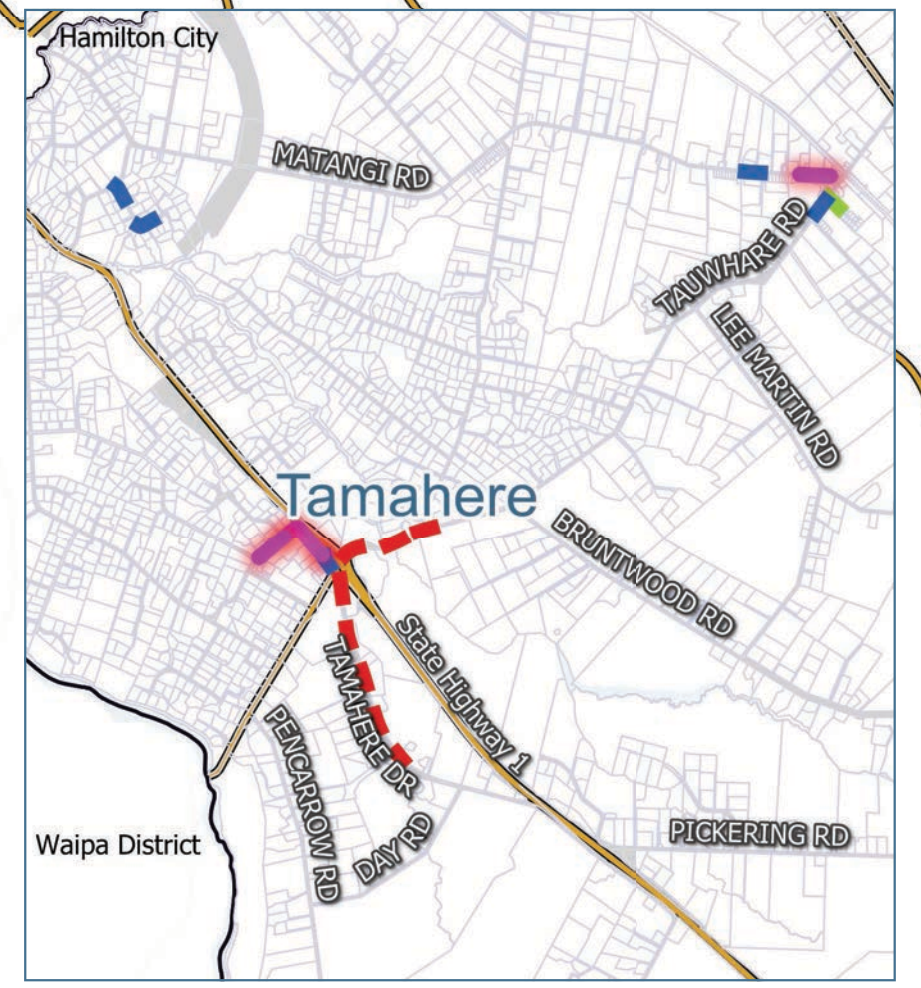 Hamilton City
MATANGI RD
TAUWHARE RD
LEE MARTIN RD
Tamahere
BRUNTWOOD RD
State Highway 1
TAMAHERE DR
PENCARROW RD
DAY RD
PICKERING RD
Waipa District